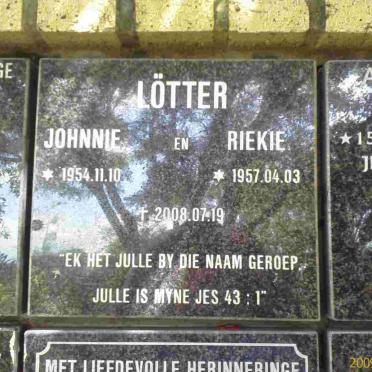 LÖTTER
JOHNNIE EN RIEKIE
* 1954.11.10 * 1957.04.03
† 2008.07.19
"EK HET JULLE BY DIE NAAM GEROEP,
JULLE IS MYNE JES 43 : 1"
MET LIEFDEVOLLE HERINNERINGE